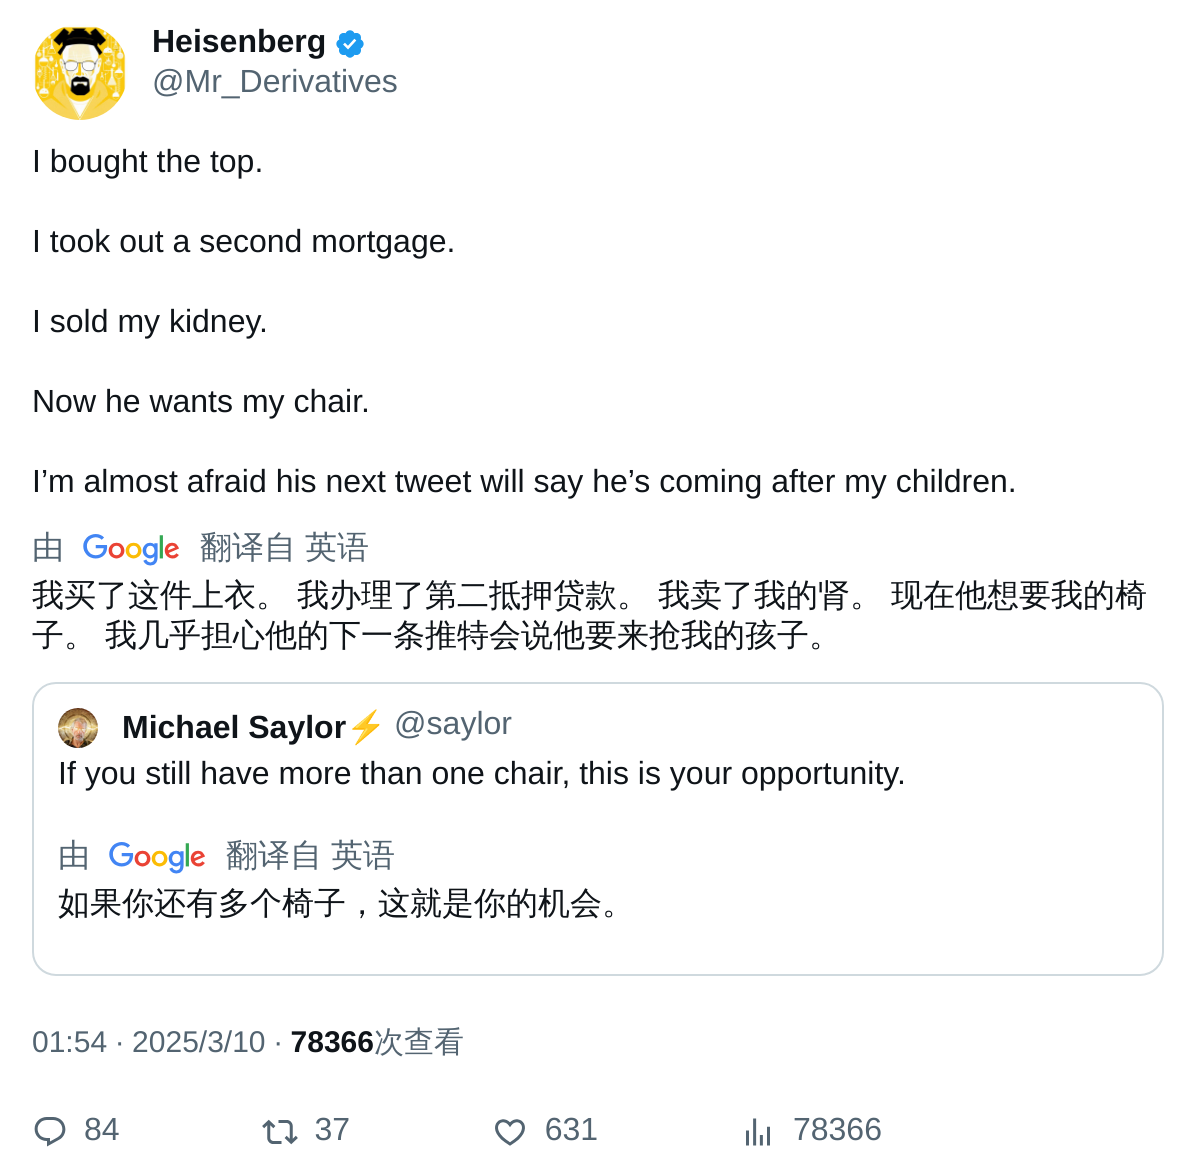 Heisenberg
@Mr_Derivatives
I bought the top.
I took out a second mortgage.
I sold my kidney.
Now he wants my chair.
I’m almost afraid his next tweet will say he’s coming after my children.
由 Google 翻译自 英语
我买了这件上衣。 我办理了第二抵押贷款。 我卖了我的肾。 现在他想要我的椅
子。 我几乎担心他的下一条推特会说他要来抢我的孩子。
Michael Saylor⚡ @saylor
If you still have more than one chair, this is your opportunity.
由 Google 翻译自 英语
如果你还有多个椅子，这就是你的机会。
01:54 · 2025/3/10 · 78366次查看
84 37 631 78366